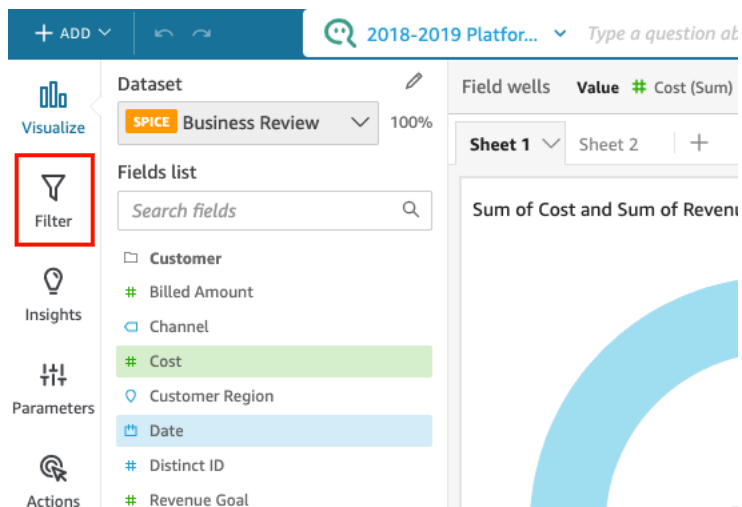 ADD
2018-2019 Platfor...
Type a question ab
Visualize
Filter
Insights
Parameters
Actions
Dataset
SPICE Business Review
100%
Fields list
Search fields
Customer
# Billed Amount
Channel
# Cost
Customer Region
Date
# Distinct ID
# Revenue Goal
Field wells Value # Cost (Sum)
Sheet 1 Sheet 2
Sum of Cost and Sum of Revenu